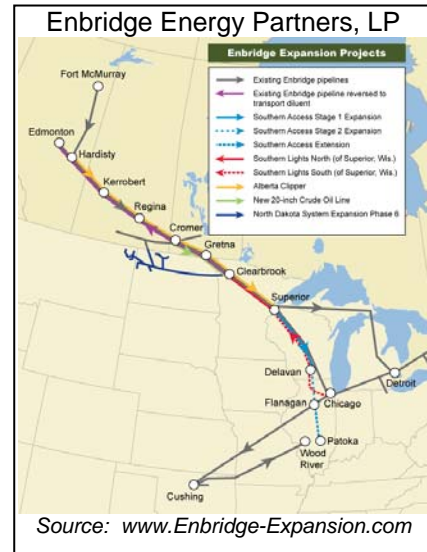 Enbridge Energy Partners, LP
Enbridge Expansion Projects
Existing Enbridge pipelines
Existing Enbridge pipeline reversed to
transport diluent
Southern Access Stage 1 Expansion
Southern Access Stage 2 Expansion
Southern Access Extension
Southern Lights North (of Superior, Wis.)
Southern Lights South (of Superior, Wis.)
Alberta Clipper
New 20-inch Crude Oil Line
North Dakota System Expansion Phase 6
Fort McMurray
Edmonton
Hardisty
Kerrobert
Regina
Cromer
Gretna
Clearbrook
Superior
Delavan
Flanagan
Chicago
Detroit
Patoka
Wood
River
Cushing
Source: www.Enbridge-Expansion.com